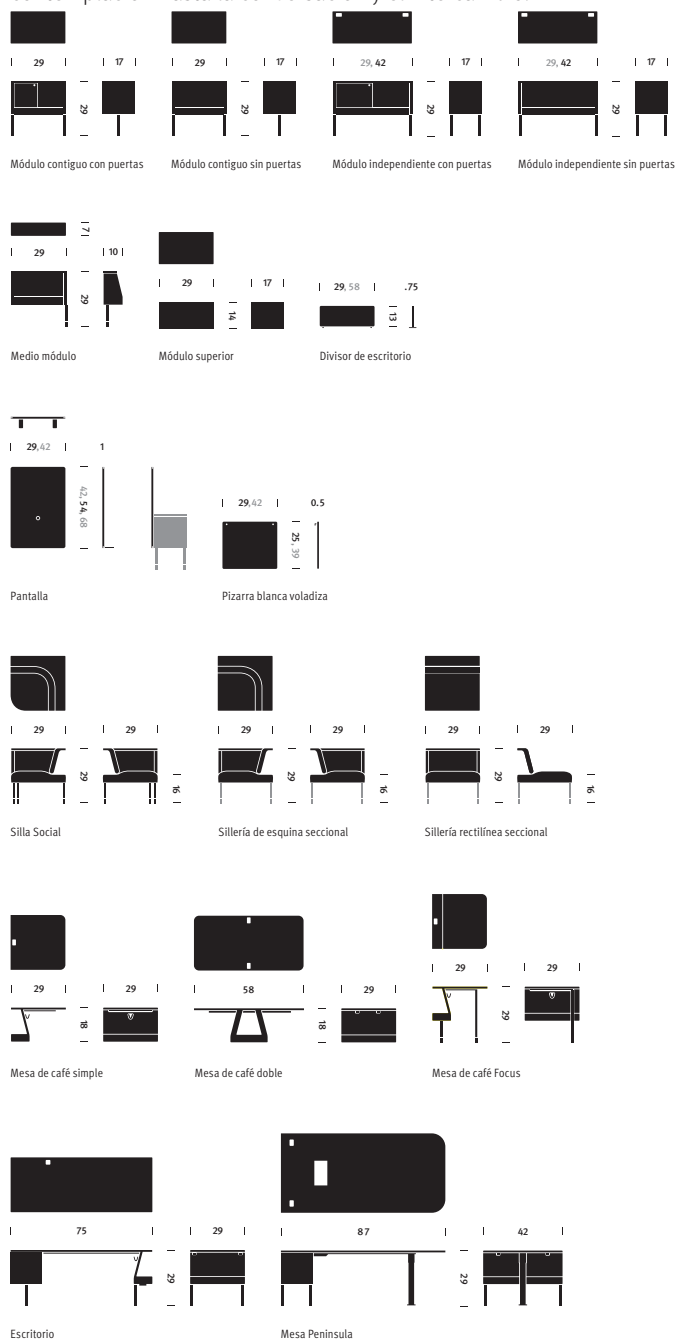 29 17 29 17 29, 42 17 29, 42 17
29 29 29 29
Módulo contiguo con puertas Módulo contiguo sin puertas Módulo independiente con puertas Módulo independiente sin puertas
7
29 10
29 17 29, 58 .75
29 14 13
Medio módulo Módulo superior Divisor de escritorio
29,42 1
42, 54, 68
29,42 0.5
25, 39
Pantalla Pizarra blanca voladiza
29 29 29 29 29 29
29 16 29 16 29 16
Silla Social Sillería de esquina seccional Sillería rectilínea seccional
29 29
29 29 58 29
18 18 29
Mesa de café simple Mesa de café doble Mesa de café Focus
75 29 87 42
29 29
Escritorio Mesa Peninsula